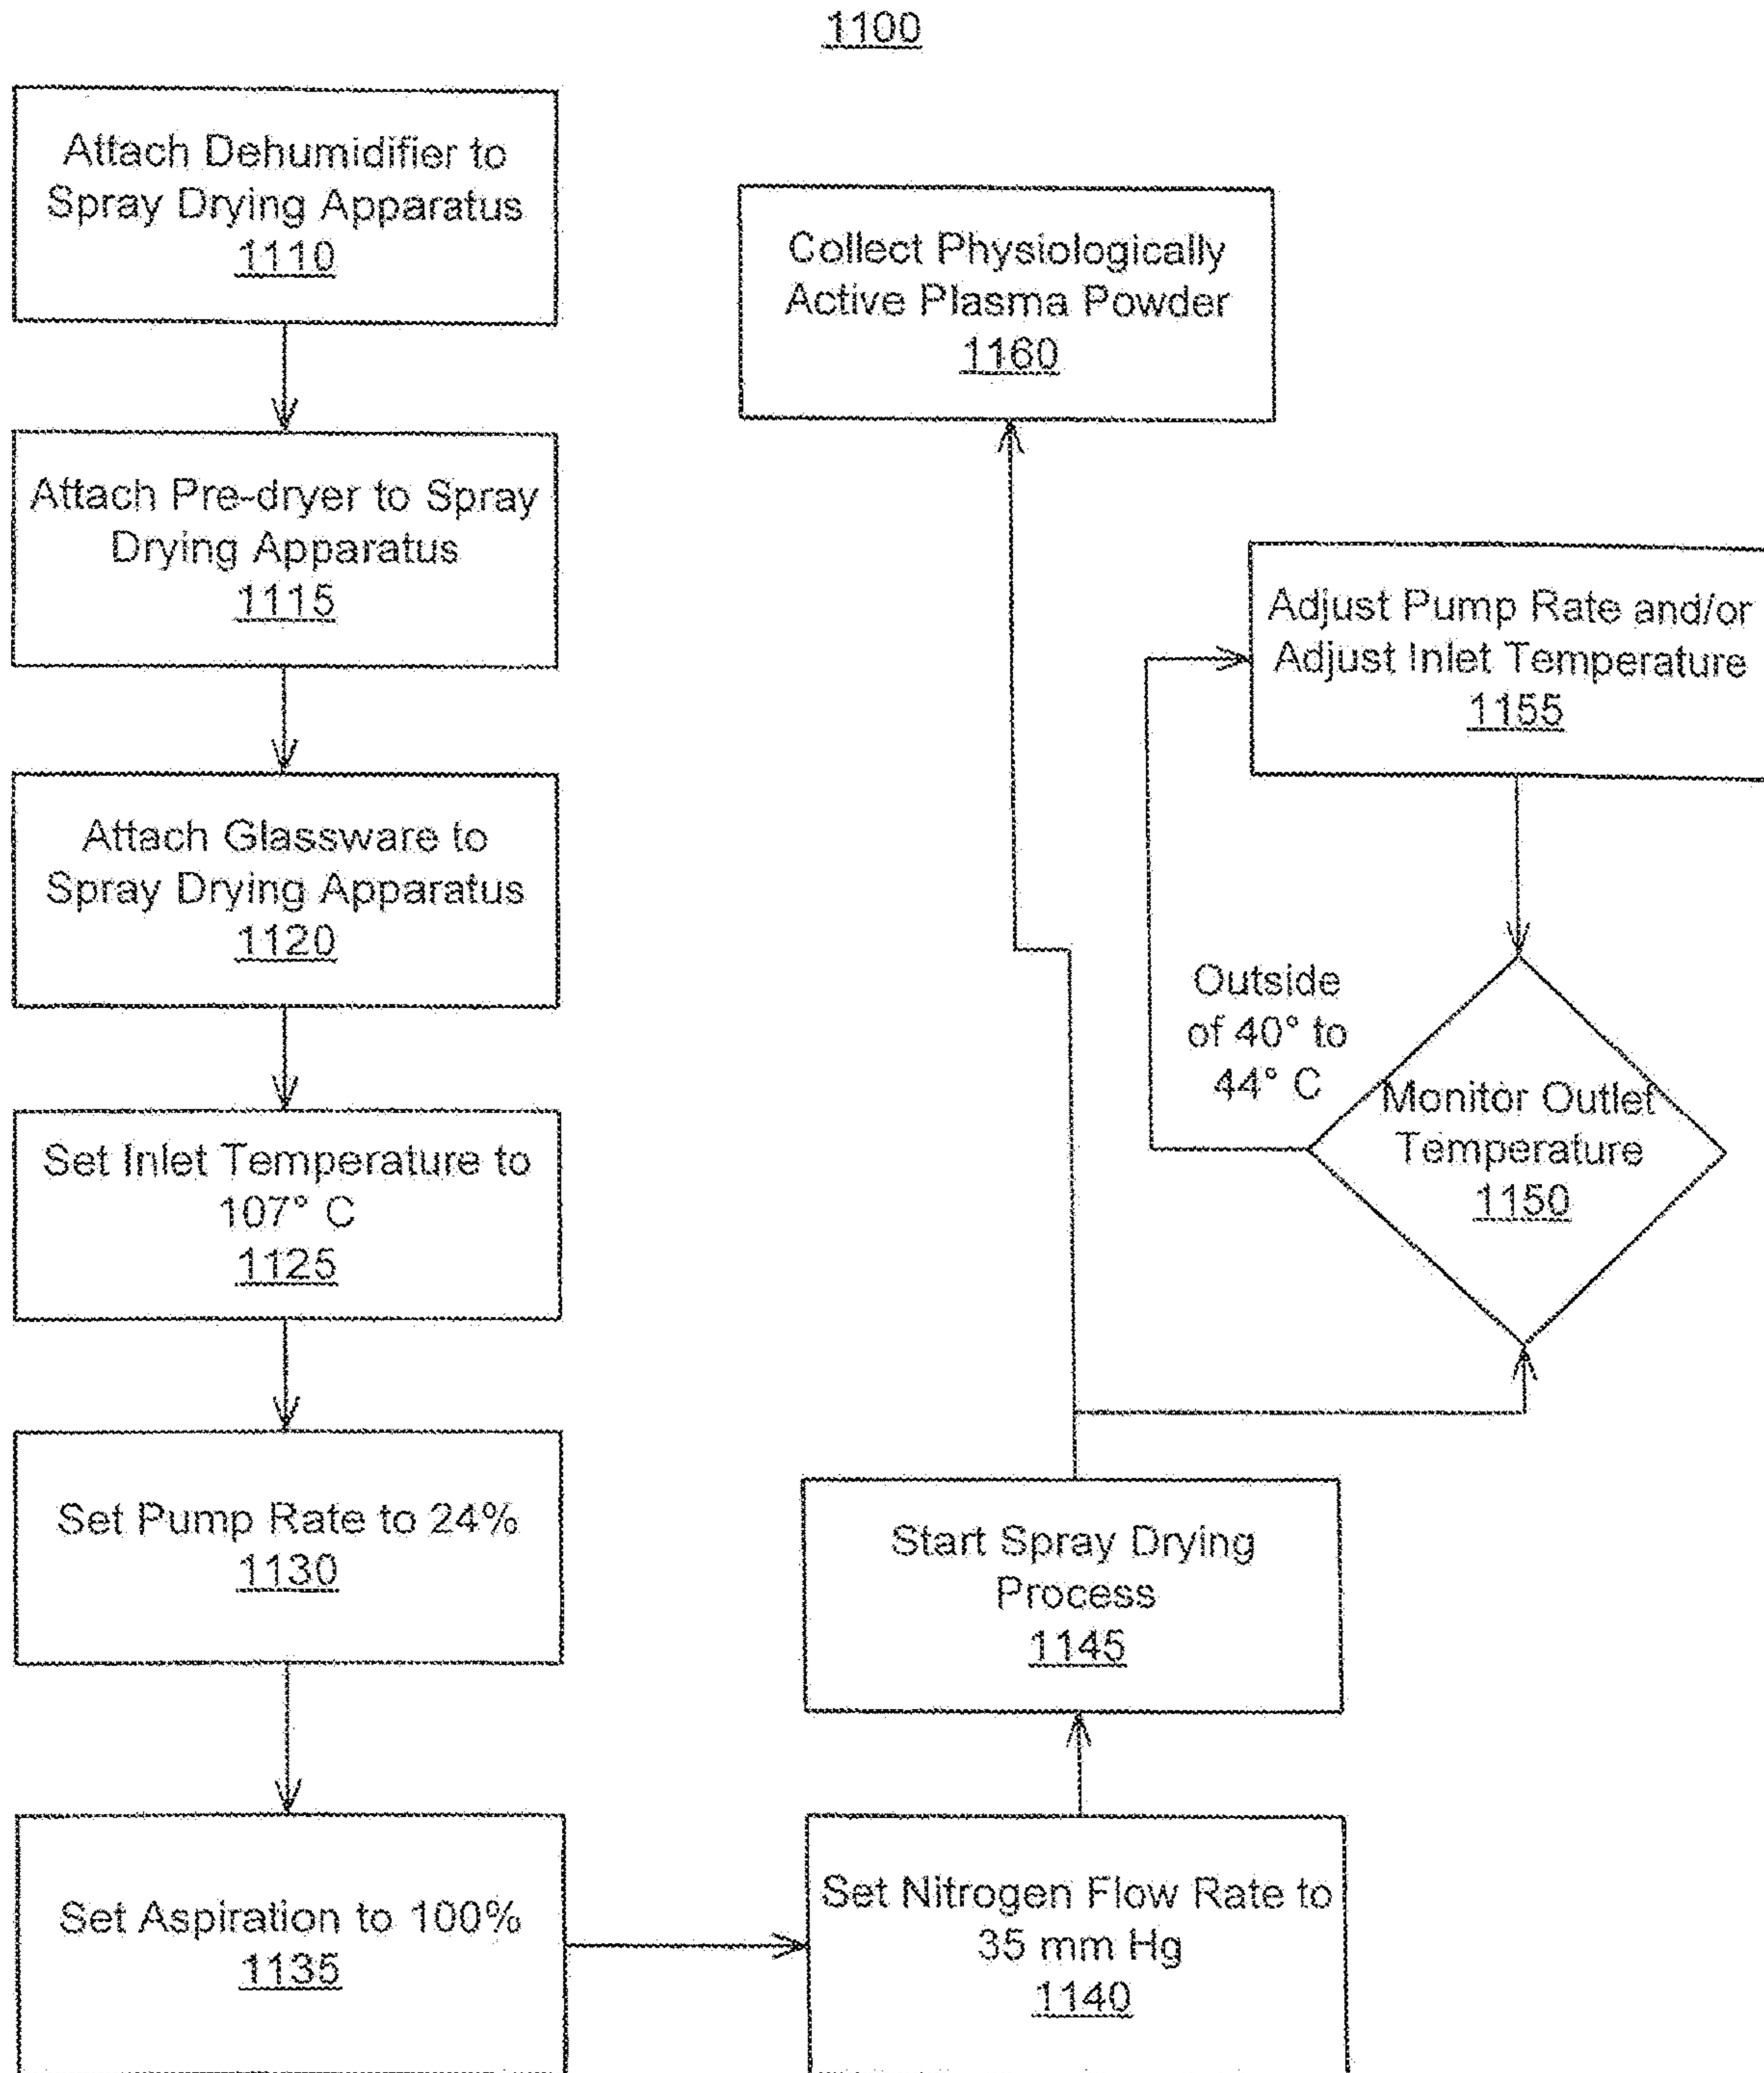 1100
Attach Dehumidifier to
Spray Drying Apparatus
1110
Attach Pre-dryer to Spray
Drying Apparatus
1115
Attach Glassware to
Spray Drying Apparatus
1120
Set Inlet Temperature to
107° C
1125
Set Pump Rate to 24%
1130
Set Aspiration to 100%
1135
Set Nitrogen Flow Rate to
35 mm Hg
1140
Start Spray Drying
Process
1145
Monitor Outlet
Temperature
1150
Outside
of 40° to
44° C
Adjust Pump Rate and/or
Adjust Inlet Temperature
1155
Collect Physiologically
Active Plasma Powder
1160